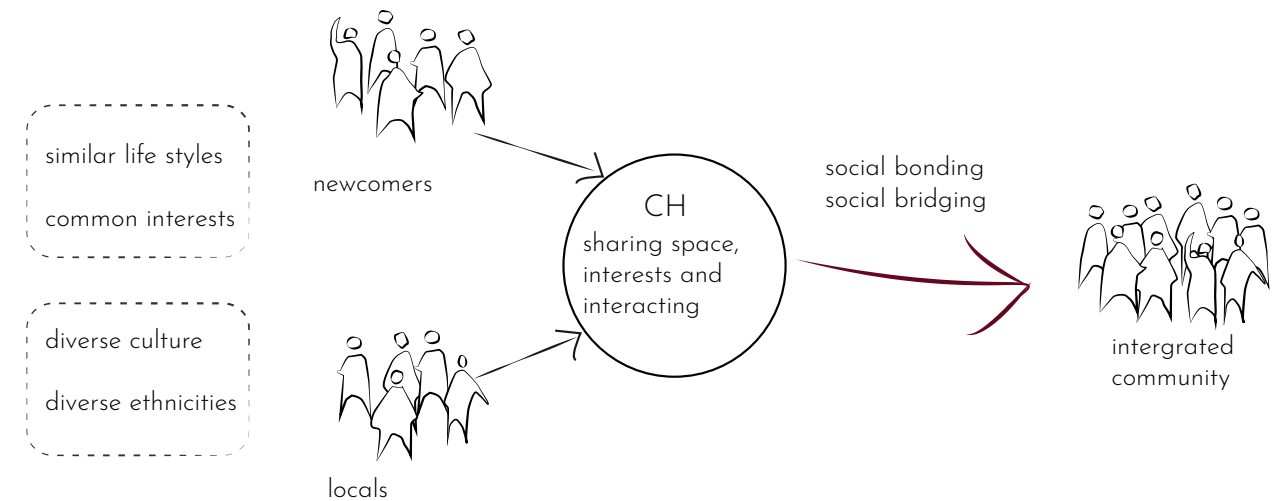 similar life styles
common interests
diverse culture
diverse ethnicities
newcomers
locals
CH
sharing space,
interests and
interacting
social bonding
social bridging
intergrated
community